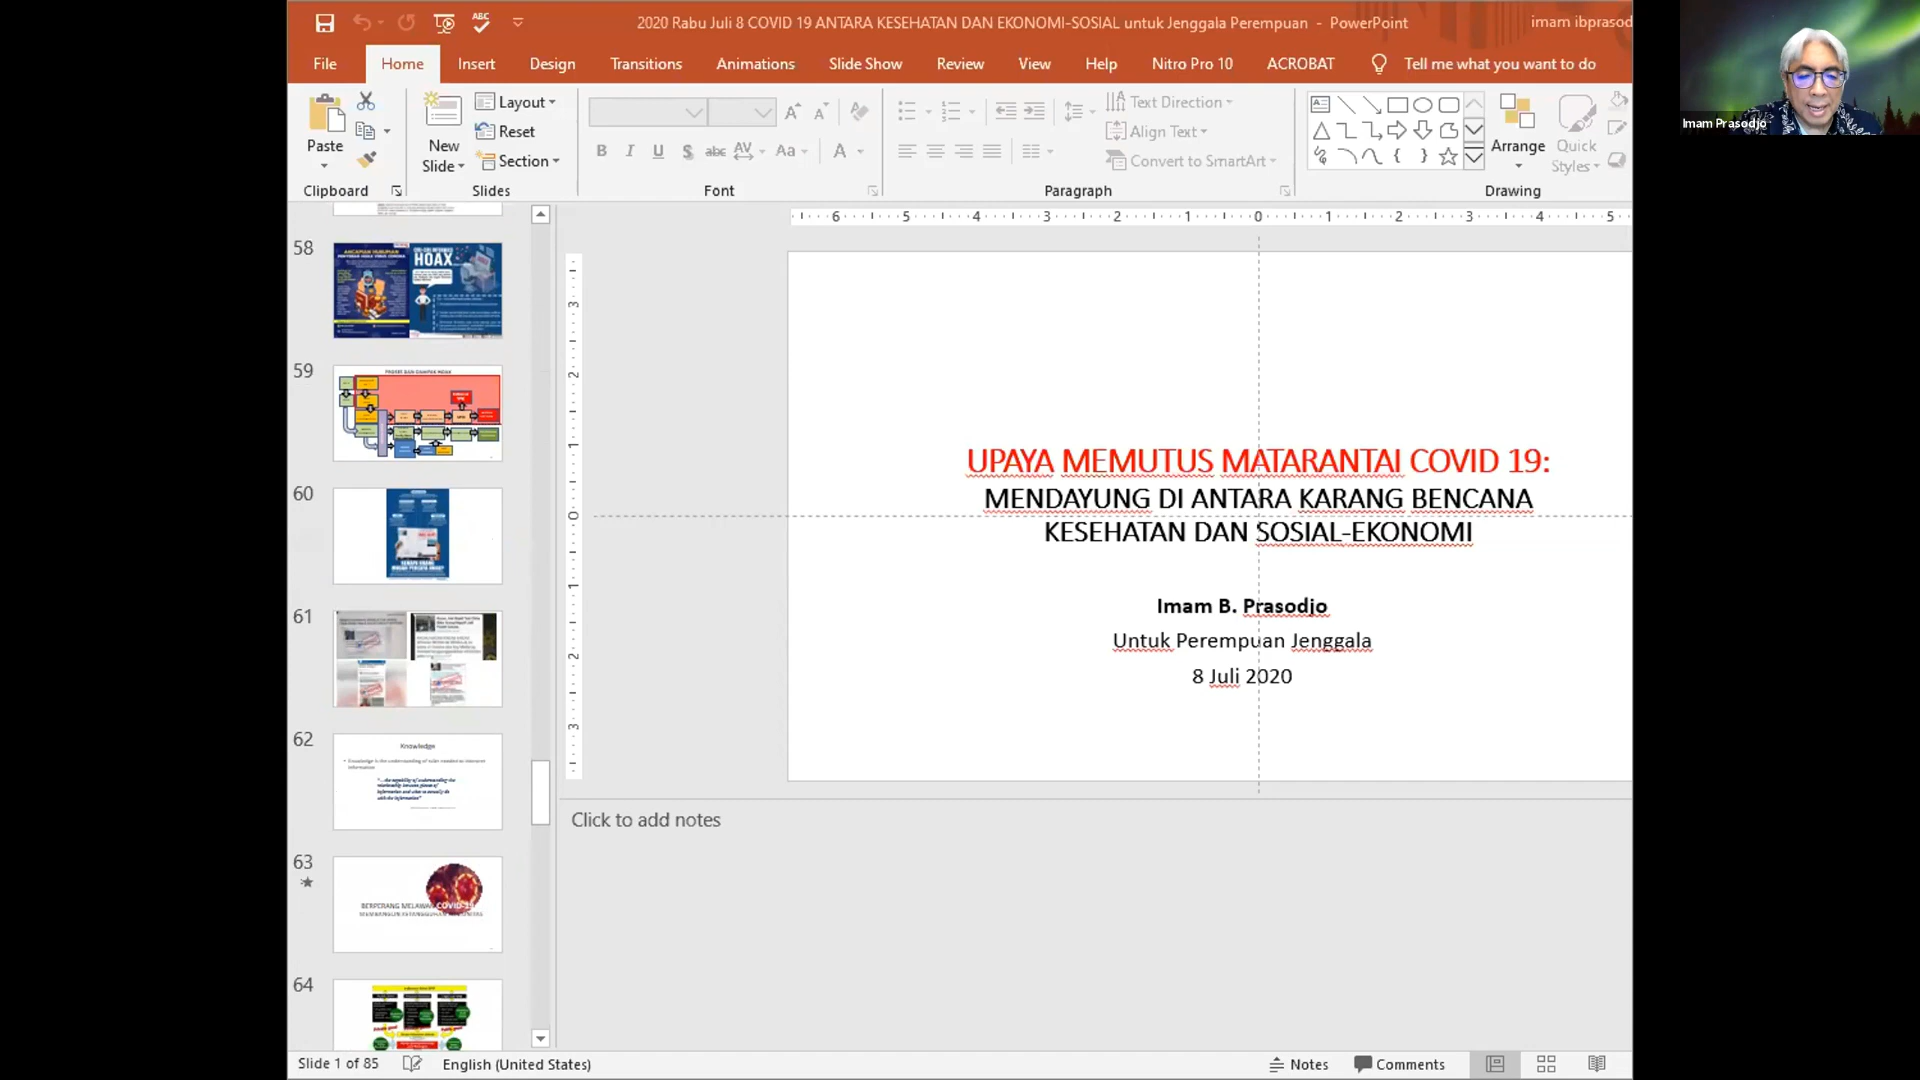 2020 Rabu Juli 8 COVID 19 ANTARA KESEHATAN DAN EKONOMI-SOSIAL untuk Jenggala Perempuan - PowerPoint
imam ibprasod
File Home Insert Design Transitions Animations Slide Show Review View Help Nitro Pro 10 ACROBAT Tell me what you want to do
Paste
Clipboard
New Slide
Layout
Reset
Section
Slides
Font
Text Direction
Align Text
Convert to SmartArt
Paragraph
Arrange
Quick Styles
Drawing
Imam Prasodjo
58
HOAX
59
60
61
62
Knowledge
63
BERPERANG MELAWAN COVID-19
64
UPAYA MEMUTUS MATARANTAI COVID 19:
MENDAYUNG DI ANTARA KARANG BENCANA
KESEHATAN DAN SOSIAL-EKONOMI
Imam B. Prasodjo
Untuk Perempuan Jenggala
8 Juli 2020
Click to add notes
Slide 1 of 85
English (United States)
Notes
Comments